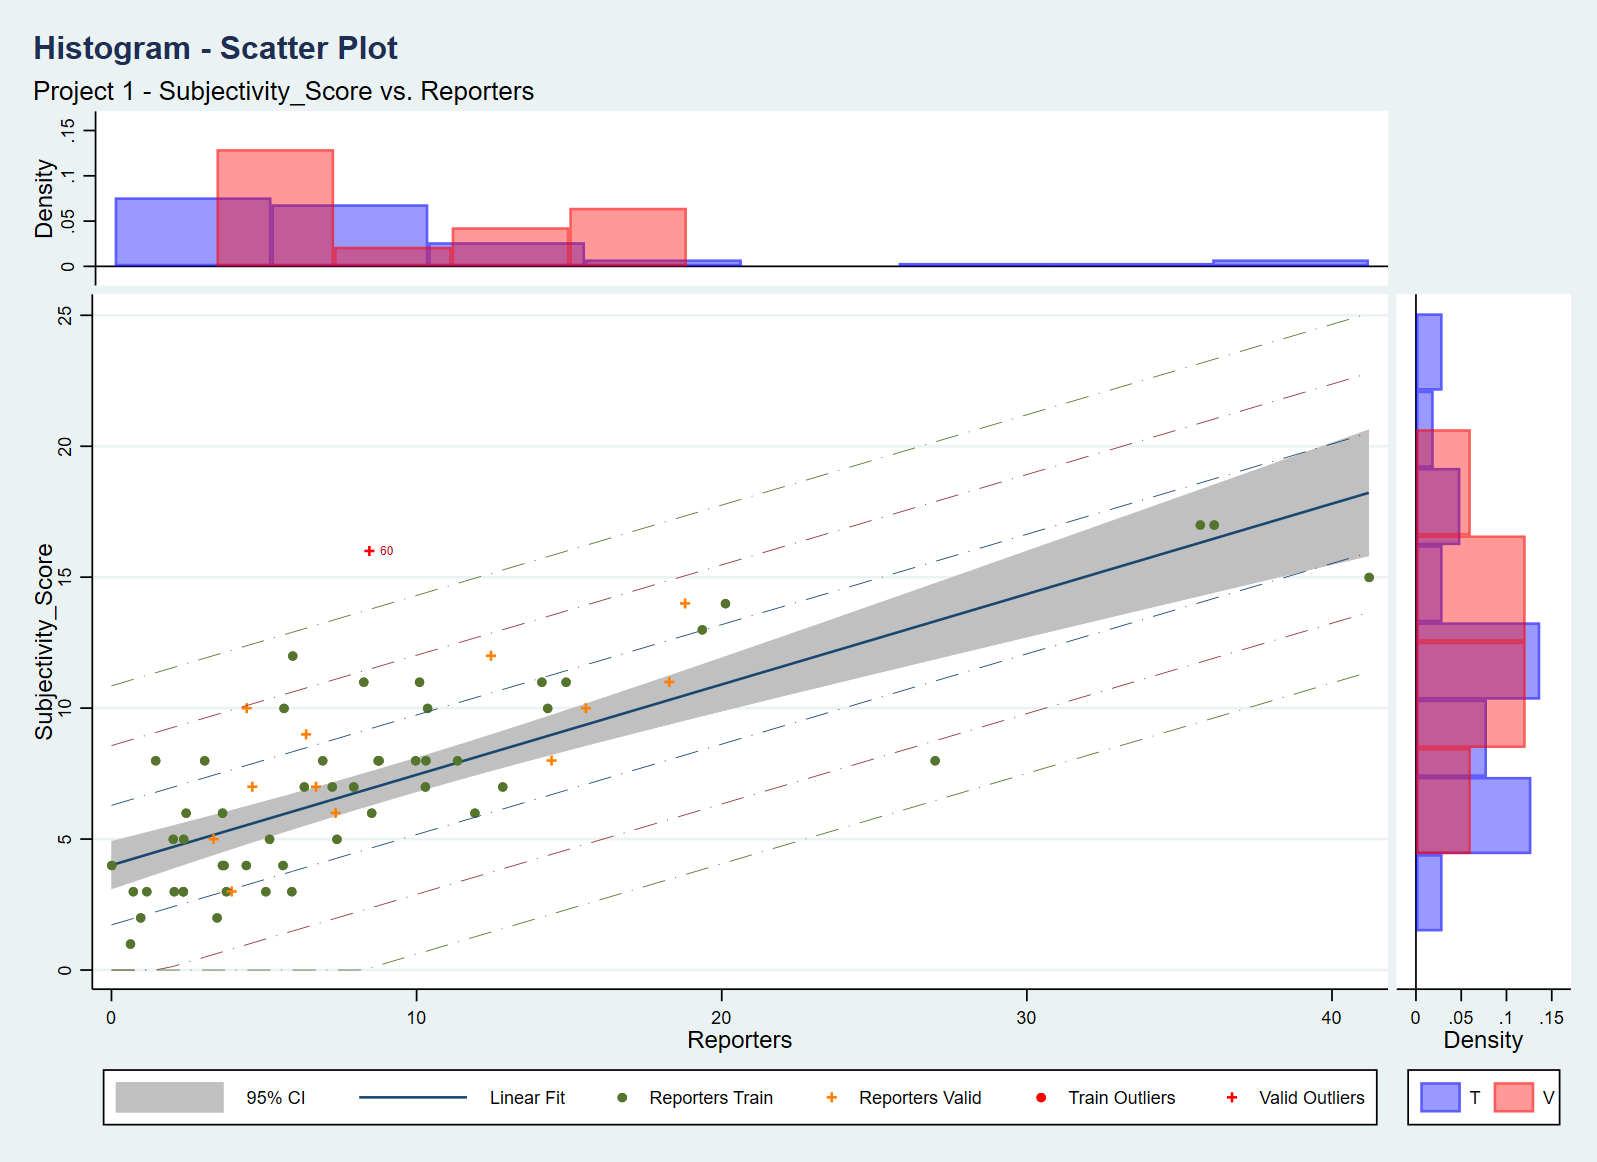 Histogram - Scatter Plot
Project 1 - Subjectivity_Score vs. Reporters
Density
.15
.1
.05
0
Subjectivity_Score
25
20
15
10
5
0
60
0 10 20 30 40
Reporters
0 .05 .1 .15
Density
95% CI Linear Fit Reporters Train Reporters Valid Train Outliers Valid Outliers
T V